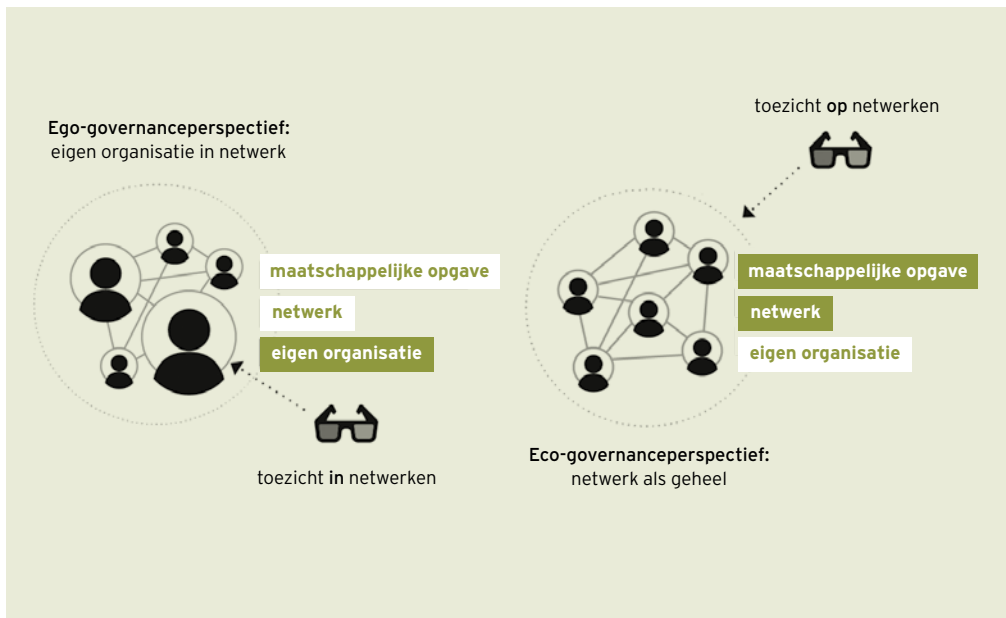 Ego-governanceperspectief:
eigen organisatie in netwerk
maatschappelijke opgave
netwerk
eigen organisatie
toezicht in netwerken
toezicht op netwerken
maatschappelijke opgave
netwerk
eigen organisatie
Eco-governanceperspectief:
netwerk als geheel